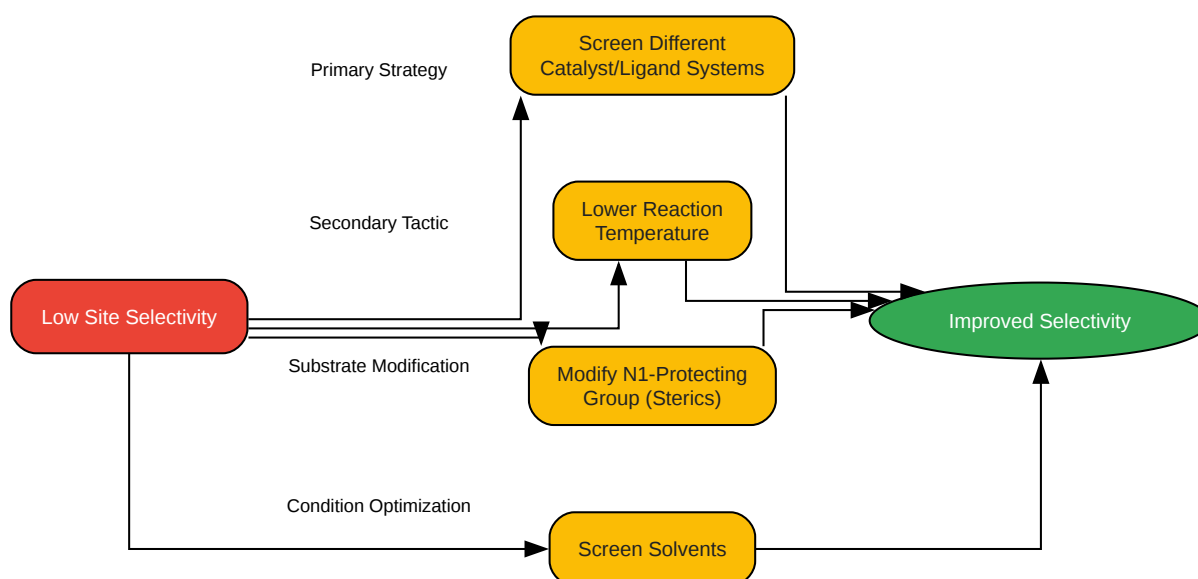 Screen Different
Catalyst/Ligand Systems
Primary Strategy
Secondary Tactic
Lower Reaction
Temperature
Low Site Selectivity
Improved Selectivity
Substrate Modification
Modify N1-Protecting
Group (Sterics)
Condition Optimization
Screen Solvents